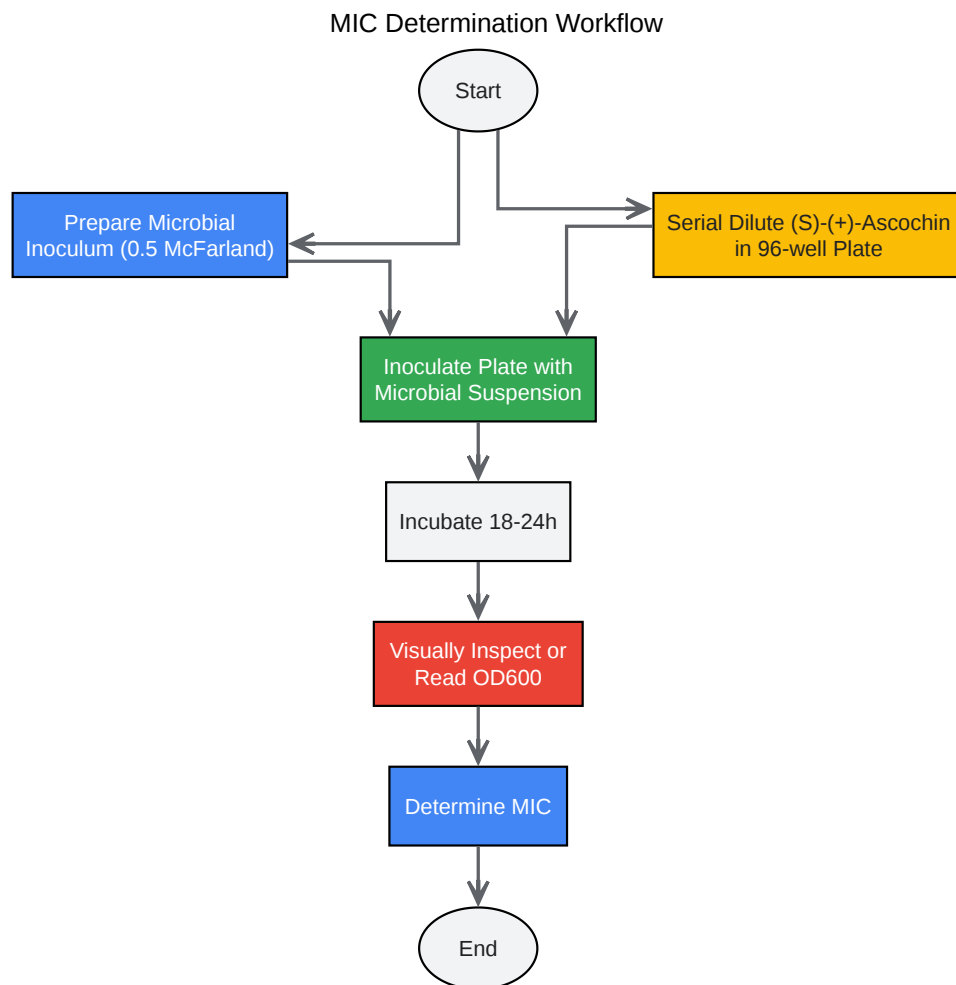 MIC Determination Workflow
Start
Prepare Microbial
Inoculum (0.5 McFarland)
Serial Dilute (S)-(+)-Ascochin
in 96-well Plate
Inoculate Plate with
Microbial Suspension
Incubate 18-24h
Visually Inspect or
Read OD600
Determine MIC
End